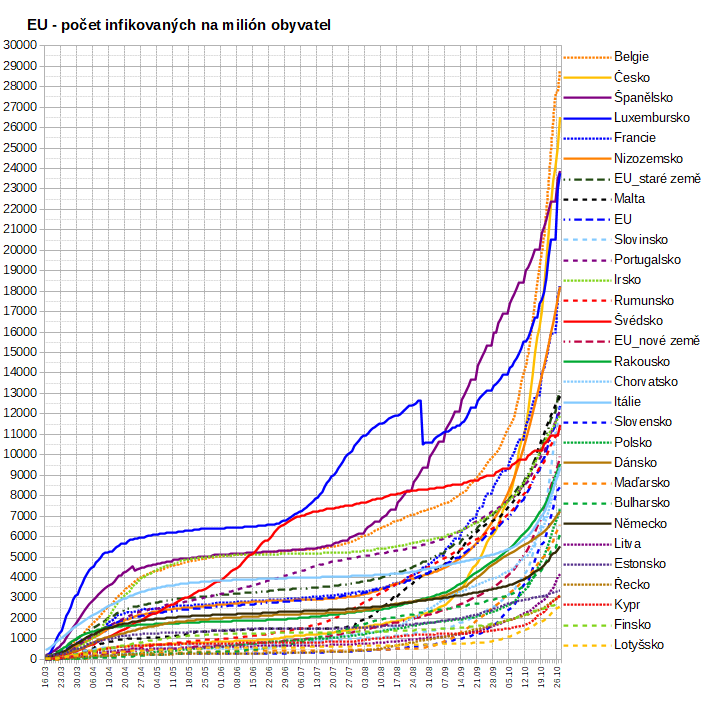 EU - počet infikovaných na milión obyvatel
30000
29000
28000
27000
26000
25000
24000
23000
22000
21000
20000
19000
18000
17000
16000
15000
14000
13000
12000
11000
10000
9000
8000
7000
6000
5000
4000
3000
2000
1000
0
16.03
23.03
30.03
06.04
13.04
20.04
27.04
04.05
11.05
18.05
25.05
01.06
08.06
15.06
22.06
29.06
06.07
13.07
20.07
27.07
03.08
10.08
17.08
24.08
31.08
07.09
14.09
21.09
28.09
05.10
12.10
19.10
26.10
Belgie
Česko
Španělsko
Luxembursko
Francie
Nizozemsko
EU_staré země
Malta
EU
Slovinsko
Portugalsko
Irsko
Rumunsko
Švédsko
EU_nové země
Rakousko
Chorvatsko
Itálie
Slovensko
Polsko
Dánsko
Maďarsko
Bulharsko
Německo
Litva
Estonsko
Řecko
Kypr
Finsko
Lotyšsko